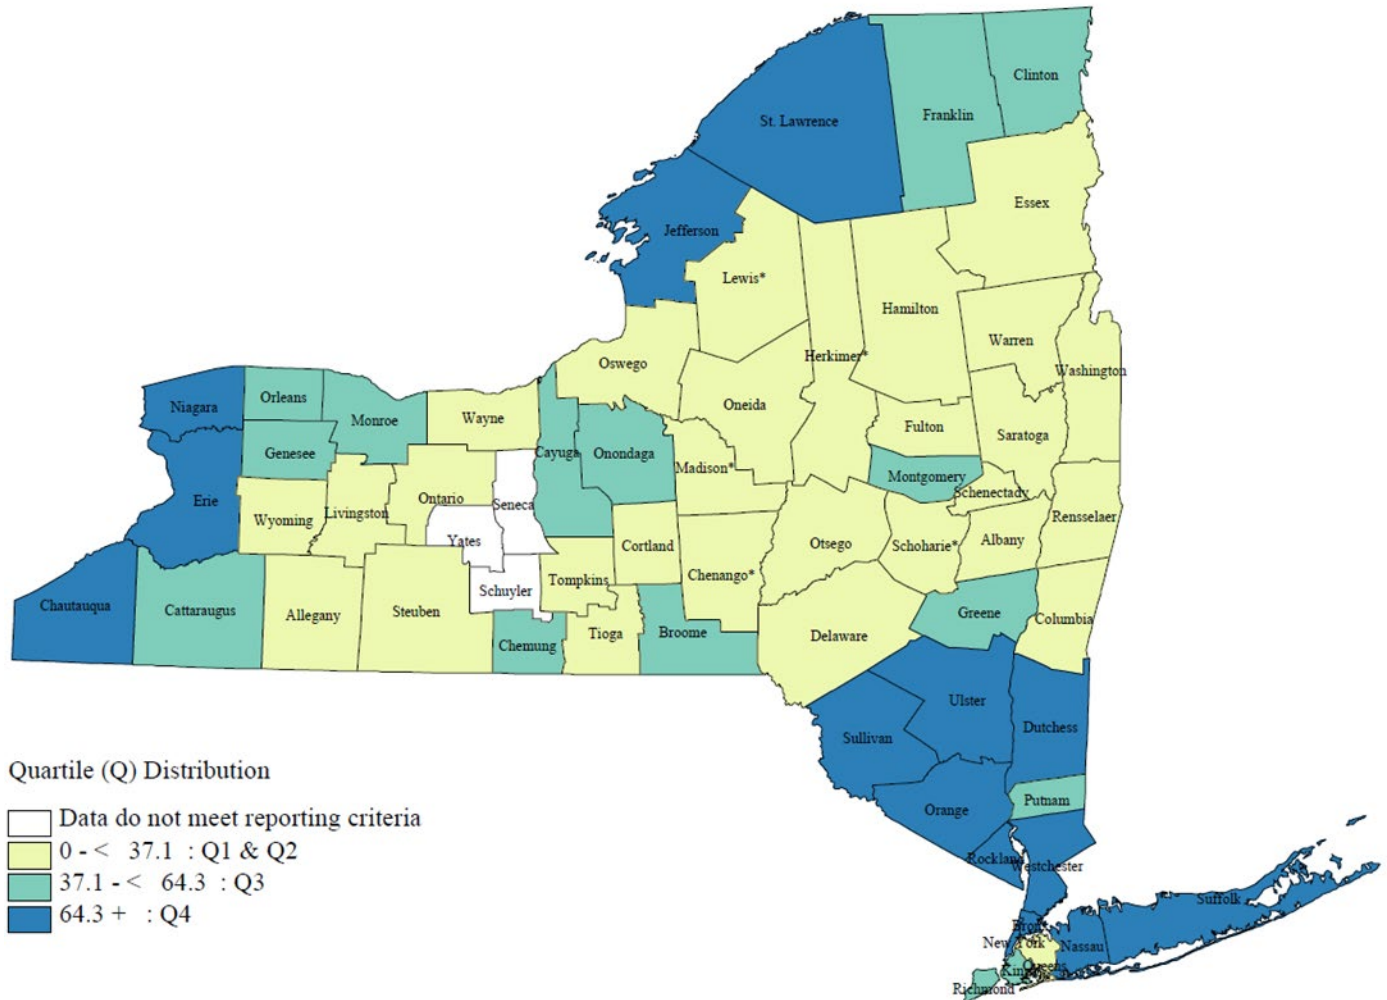 Clinton
Franklin
St. Lawrence
Essex
Jefferson
Lewis*
Hamilton
Warren
Herkimer*
Oswego
Washington
Orleans
Niagara
Oneida
Wayne
Monroe
Fulton
Saratoga
Genesee
Cayuga
Onondaga
Madison*
Montgomery
Schenectady
Ontario
Erie
Seneca
Livingston
Wyoming
Rensselaer
Yates
Cortland
Otsego
Schoharie*
Albany
Chenango*
Tompkins
Schuyler
Chautauqua
Cattaraugus
Allegany
Steuben
Greene
Columbia
Tioga
Broome
Delaware
Chemung
Ulster
Dutchess
Sullivan
Putnam
Orange
Rockland
Westchester
Suffolk
Bronx
New York
Nassau
Queens
Kings
Richmond
Quartile (Q) Distribution
Data do not meet reporting criteria
0 - < 37.1 : Q1 & Q2
37.1 - < 64.3 : Q3
64.3 + : Q4